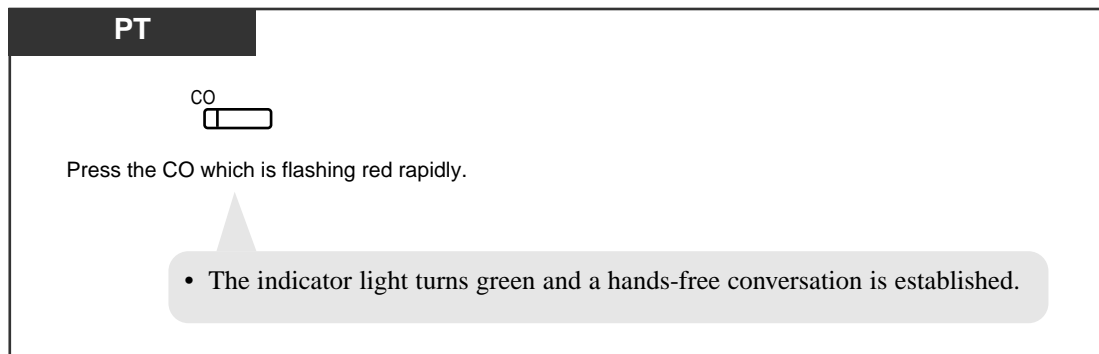 PT
CO
Press the CO which is flashing red rapidly.
• The indicator light turns green and a hands-free conversation is established.